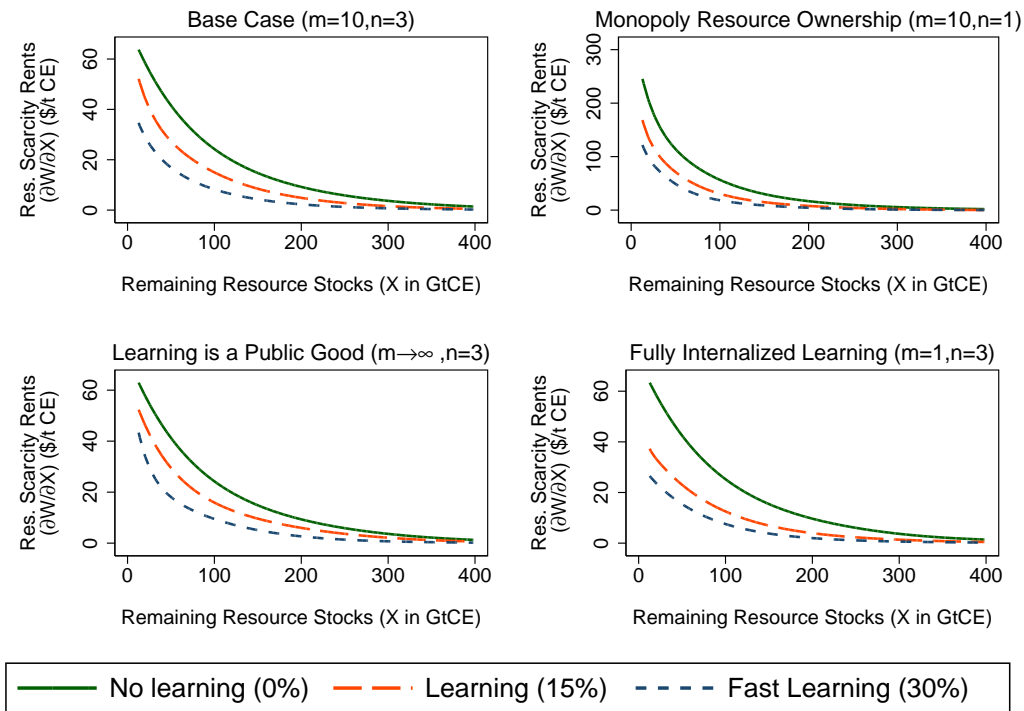 Base Case (m=10,n=3)
Res. Scarcity Rents
(∂W/∂X) ($/t CE)
60
40
20
0
0 100 200 300 400
Remaining Resource Stocks (X in GtCE)
Monopoly Resource Ownership (m=10,n=1)
Res. Scarcity Rents
(∂W/∂X) ($/t CE)
300
200
100
0
0 100 200 300 400
Remaining Resource Stocks (X in GtCE)
Learning is a Public Good (m→∞ ,n=3)
Res. Scarcity Rents
(∂W/∂X) ($/t CE)
60
40
20
0
0 100 200 300 400
Remaining Resource Stocks (X in GtCE)
Fully Internalized Learning (m=1,n=3)
Res. Scarcity Rents
(∂W/∂X) ($/t CE)
60
40
20
0
0 100 200 300 400
Remaining Resource Stocks (X in GtCE)
No learning (0%) Learning (15%) Fast Learning (30%)